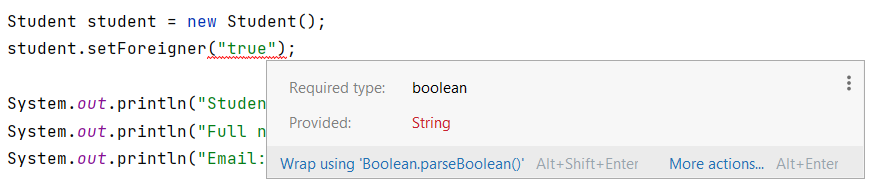 Student student = new Student();
student.setForeigner("true");
Required type: boolean
System.out.println("Studen
Provided: String
System.out.println("Full n
System.out.println("Email:
Wrap using 'Boolean.parseBoolean()' Alt+Shift+Enter More actions... Alt+Enter